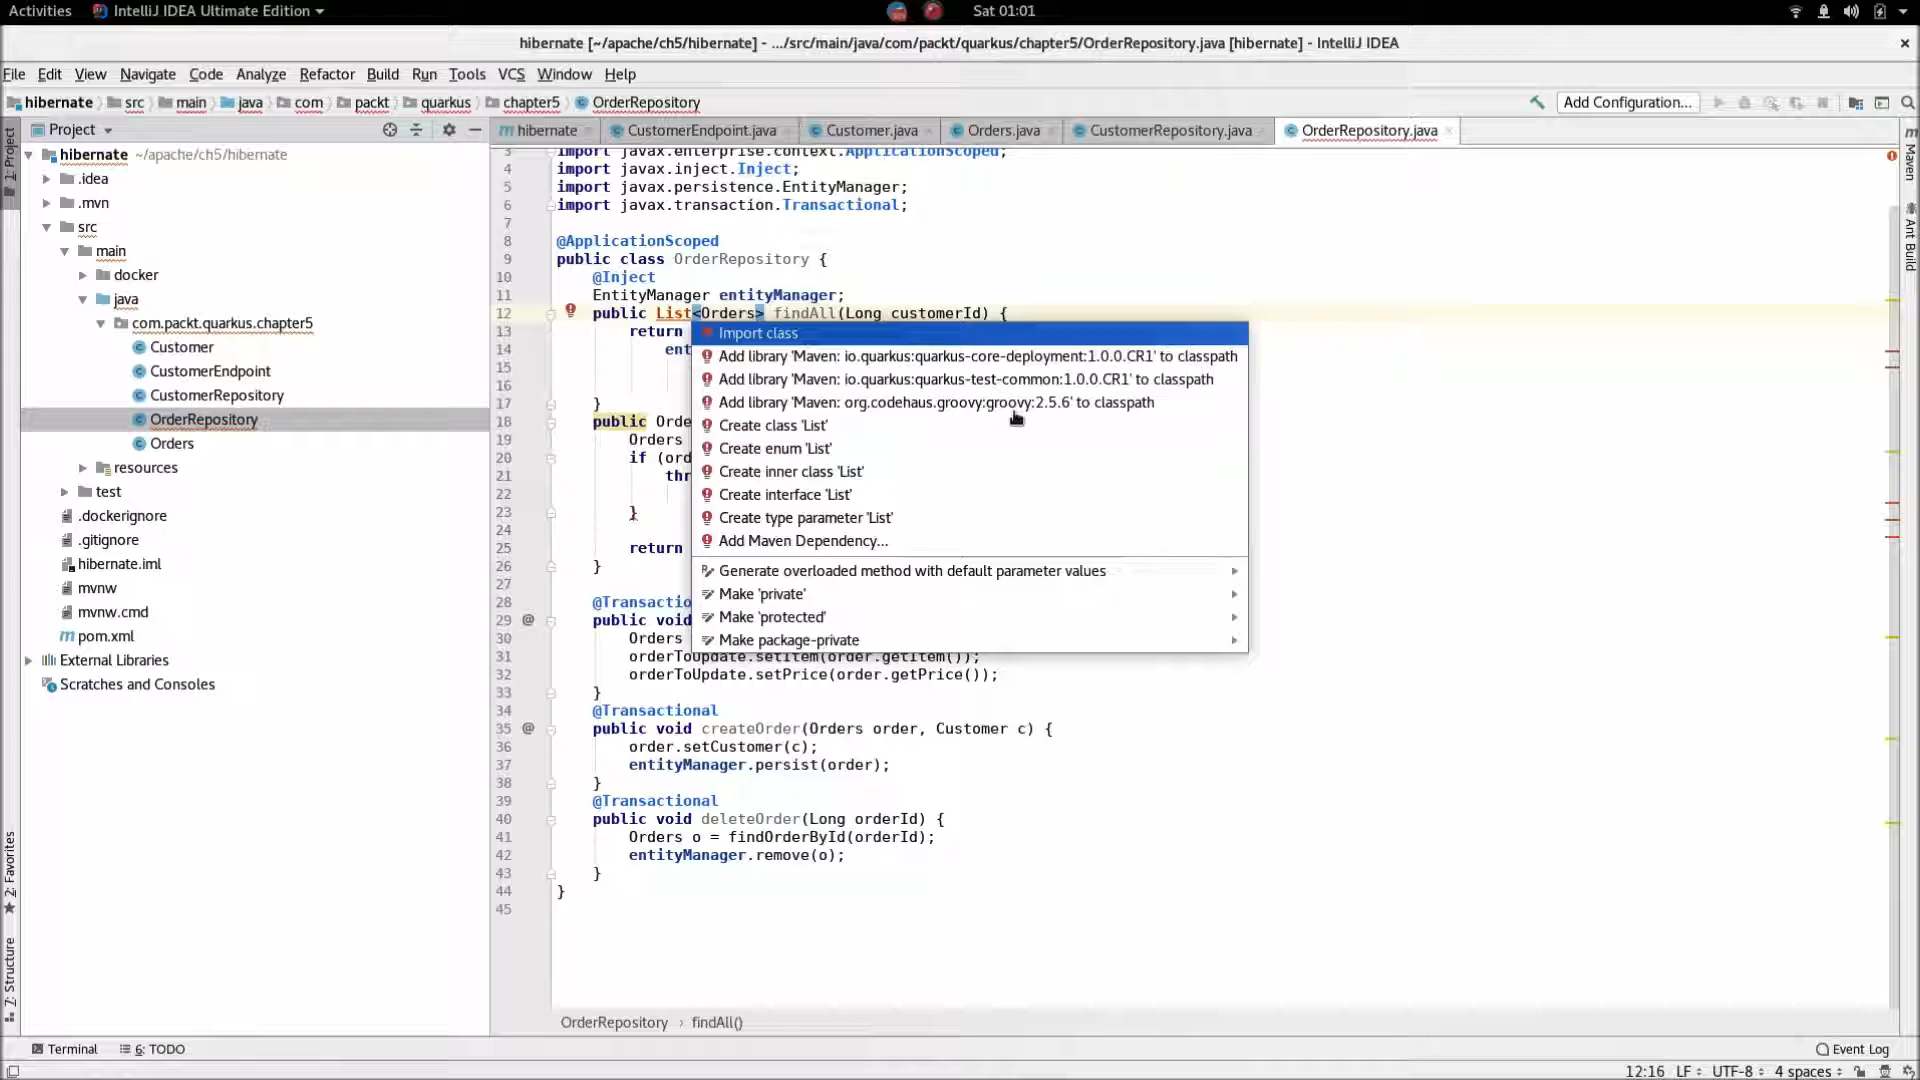 Activities IntelliJ IDEA Ultimate Edition Sat 01:01
hibernate [~/apache/ch5/hibernate] - .../src/main/java/com/packt/quarkus/chapter5/OrderRepository.java [hibernate] - IntelliJ IDEA
File Edit View Navigate Code Analyze Refactor Build Run Tools VCS Window Help
hibernate src main java com packt quarkus chapter5 OrderRepository Add Configuration...
Project
hibernate CustomerEndpoint.java Customer.java Orders.java CustomerRepository.java OrderRepository.java
1: Project
Maven
Ant Build
2: Favorites
7: Structure
hibernate ~/apache/ch5/hibernate
.idea
.mvn
src
main
docker
java
com.packt.quarkus.chapter5
Customer
CustomerEndpoint
CustomerRepository
OrderRepository
Orders
resources
test
.dockerignore
.gitignore
hibernate.iml
mvnw
mvnw.cmd
pom.xml
External Libraries
Scratches and Consoles
3 import javax.enterprise.context.ApplicationScoped;
4 import javax.inject.Inject;
5 import javax.persistence.EntityManager;
6 import javax.transaction.Transactional;
7
8 @ApplicationScoped
9 public class OrderRepository {
10 @Inject
11 EntityManager entityManager;
12 public List<Orders> findAll(Long customerId) {
13 return
14 ent
15
16
17 }
18 public Orde
19 Orders
20 if (ord
21 thr
22
23 }
24
25 return
26 }
27
28 @Transactio
29 @ public void
30 Orders
31 orderToUpdate.setItem(order.getItem());
32 orderToUpdate.setPrice(order.getPrice());
33 }
34 @Transactional
35 @ public void createOrder(Orders order, Customer c) {
36 order.setCustomer(c);
37 entityManager.persist(order);
38 }
39 @Transactional
40 public void deleteOrder(Long orderId) {
41 Orders o = findOrderById(orderId);
42 entityManager.remove(o);
43 }
44 }
45
Import class
Add library 'Maven: io.quarkus:quarkus-core-deployment:1.0.0.CR1' to classpath
Add library 'Maven: io.quarkus:quarkus-test-common:1.0.0.CR1' to classpath
Add library 'Maven: org.codehaus.groovy:groovy:2.5.6' to classpath
Create class 'List'
Create enum 'List'
Create inner class 'List'
Create interface 'List'
Create type parameter 'List'
Add Maven Dependency...
Generate overloaded method with default parameter values
Make 'private'
Make 'protected'
Make package-private
OrderRepository › findAll()
Terminal 6: TODO Event Log
12:16 LF UTF-8 4 spaces